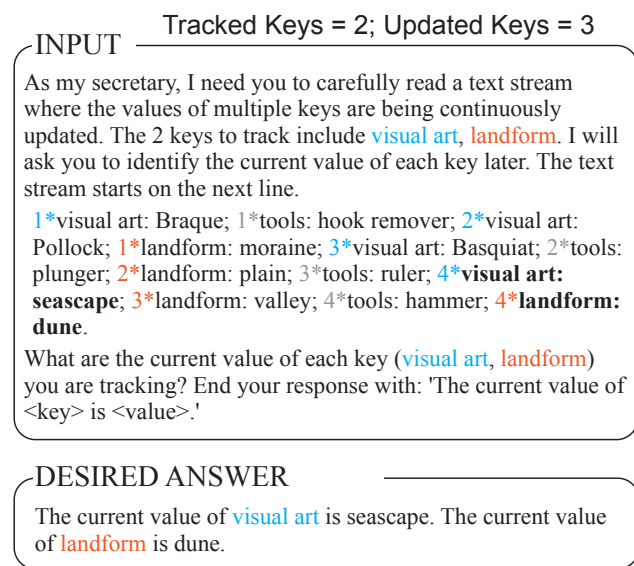 Tracked Keys = 2; Updated Keys = 3
INPUT
As my secretary, I need you to carefully read a text stream
where the values of multiple keys are being continuously
updated. The 2 keys to track include visual art, landform. I will
ask you to identify the current value of each key later. The text
stream starts on the next line.
1*visual art: Braque; 1*tools: hook remover; 2*visual art:
Pollock; 1*landform: moraine; 3*visual art: Basquiat; 2*tools:
plunger; 2*landform: plain; 3*tools: ruler; 4*visual art:
seascape; 3*landform: valley; 4*tools: hammer; 4*landform:
dune.
What are the current value of each key (visual art, landform)
you are tracking? End your response with: 'The current value of
<key> is <value>.'
DESIRED ANSWER
The current value of visual art is seascape. The current value
of landform is dune.